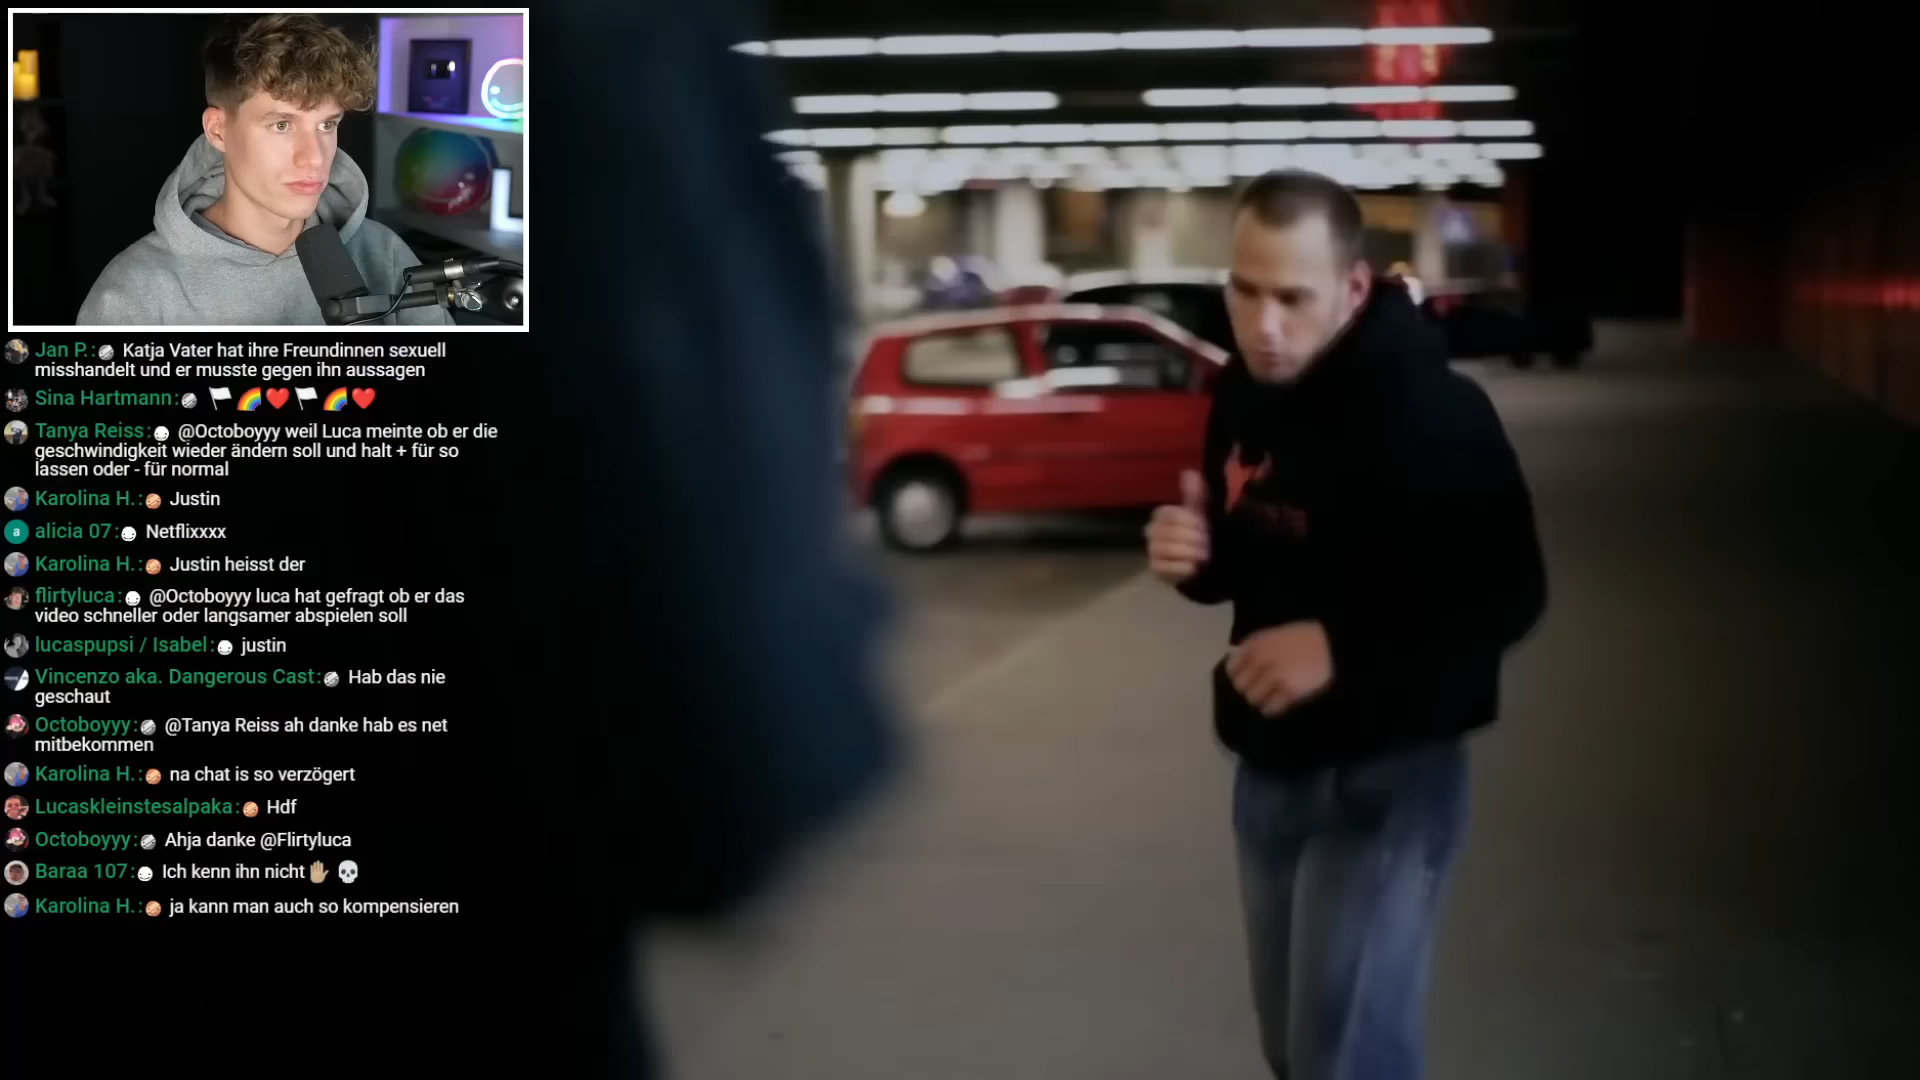 Jan P.: Katja Vater hat ihre Freundinnen sexuell
misshandelt und er musste gegen ihn aussagen
Sina Hartmann: 🏳️🌈❤️🏳️🌈❤️
Tanya Reiss: @Octoboyyy weil Luca meinte ob er die
geschwindigkeit wieder ändern soll und halt + für so
lassen oder - für normal
Karolina H.: Justin
a alicia 07: Netflixxxx
Karolina H.: Justin heisst der
flirtyluca: @Octoboyyy luca hat gefragt ob er das
video schneller oder langsamer abspielen soll
lucaspupsi / Isabel: justin
Vincenzo aka. Dangerous Cast: Hab das nie
geschaut
Octoboyyy: @Tanya Reiss ah danke hab es net
mitbekommen
Karolina H.: na chat is so verzögert
Lucaskleinstesalpaka: Hdf
Octoboyyy: Ahja danke @Flirtyluca
Baraa 107: Ich kenn ihn nicht✋🏼 💀
Karolina H.: ja kann man auch so kompensieren